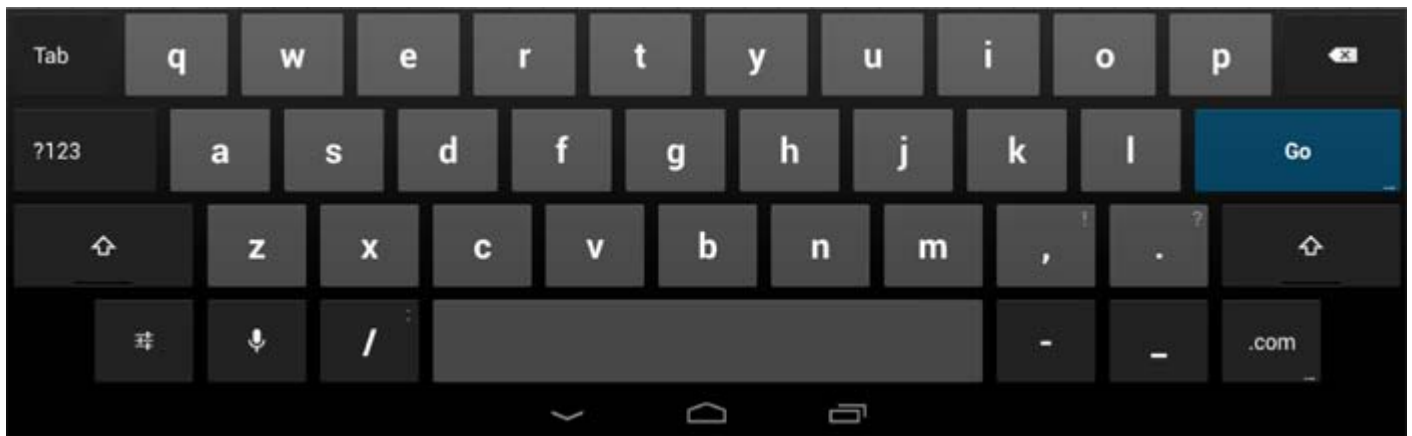 Tab q w e r t y u i o p
?123 a s d f g h j k l Go
z x c v b n m , ! . ?
/ : - _ .com